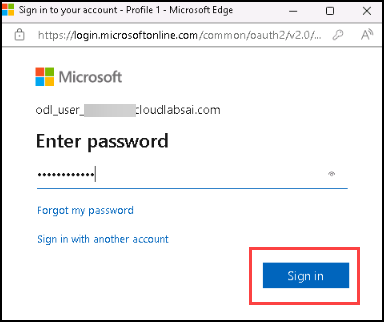 Sign in to your account - Profile 1 - Microsoft Edge
https://login.microsoftonline.com/common/oauth2/v2.0/...
Microsoft
odl_user_ cloudlabsai.com
Enter password
••••••••••••
Forgot my password
Sign in with another account
Sign in